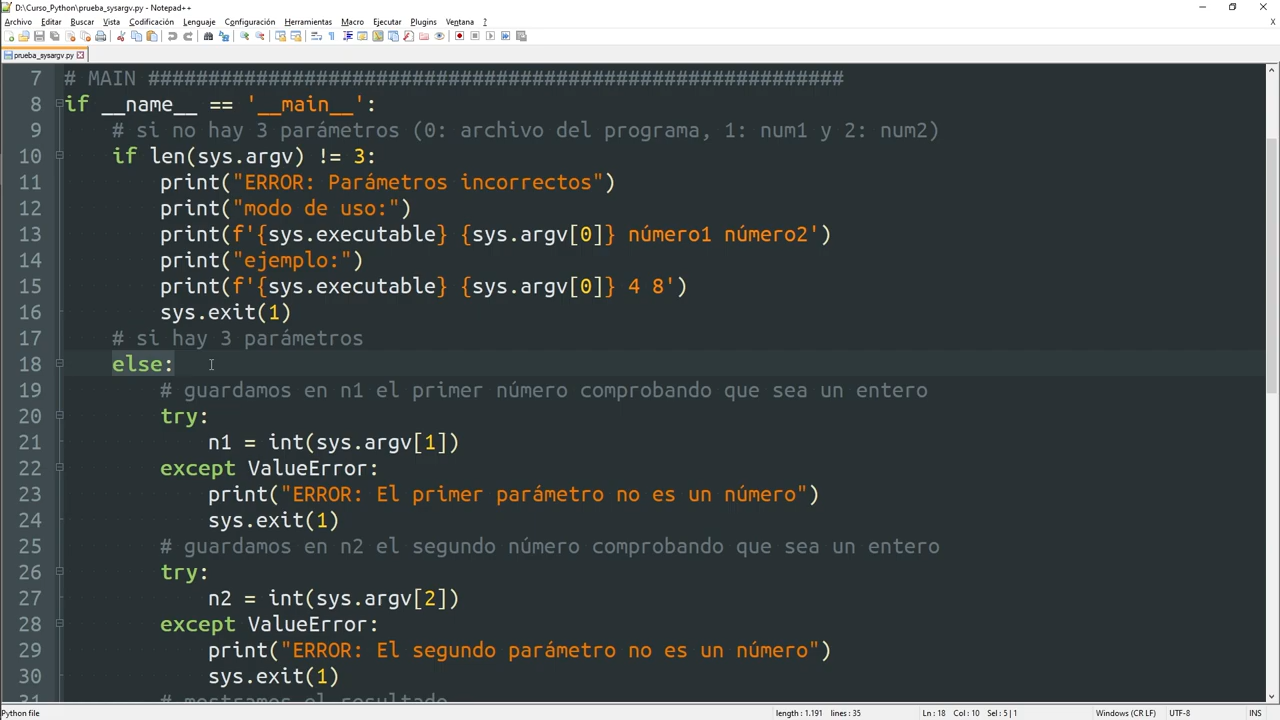 D:\Curso_Python\prueba_sysargv.py - Notepad++
Archivo Editar Buscar Vista Codificación Lenguaje Configuración Herramientas Macro Ejecutar Plugins Ventana ?
prueba_sysargv.py
7 # MAIN ##########################################################
8 if __name__ == '__main__':
9 # si no hay 3 parámetros (0: archivo del programa, 1: num1 y 2: num2)
10 if len(sys.argv) != 3:
11 print("ERROR: Parámetros incorrectos")
12 print("modo de uso:")
13 print(f'{sys.executable} {sys.argv[0]} número1 número2')
14 print("ejemplo:")
15 print(f'{sys.executable} {sys.argv[0]} 4 8')
16 sys.exit(1)
17 # si hay 3 parámetros
18 else:
19 # guardamos en n1 el primer número comprobando que sea un entero
20 try:
21 n1 = int(sys.argv[1])
22 except ValueError:
23 print("ERROR: El primer parámetro no es un número")
24 sys.exit(1)
25 # guardamos en n2 el segundo número comprobando que sea un entero
26 try:
27 n2 = int(sys.argv[2])
28 except ValueError:
29 print("ERROR: El segundo parámetro no es un número")
30 sys.exit(1)
31 # mostramos el resultado
Python file length : 1.191 lines : 35 Ln : 18 Col : 10 Sel : 5 | 1 Windows (CR LF) UTF-8 INS